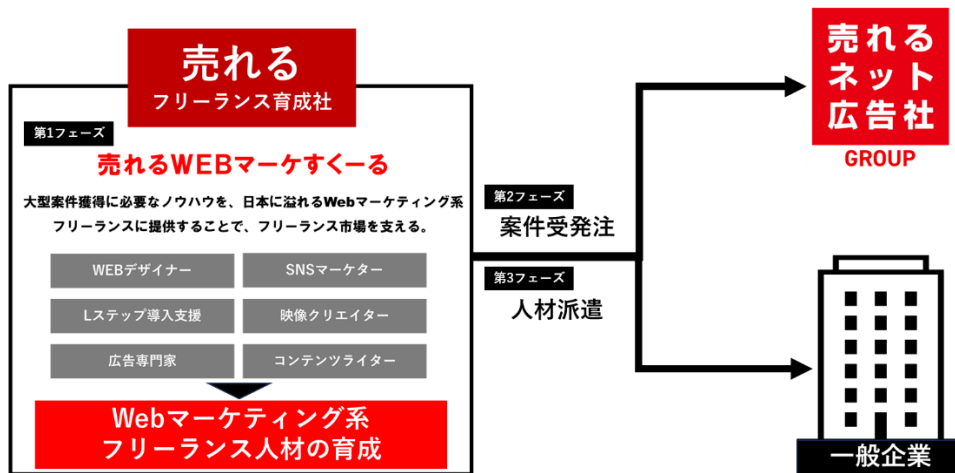 売れる
フリーランス育成社
第1フェーズ
売れるWEBマーケすくーる
大型案件獲得に必要なノウハウを、日本に溢れるWebマーケティング系
フリーランスに提供することで、フリーランス市場を支える。
WEBデザイナー
SNSマーケター
Lステップ導入支援
映像クリエイター
広告専門家
コンテンツライター
Webマーケティング系
フリーランス人材の育成
第2フェーズ
案件受発注
第3フェーズ
人材派遣
売れる
ネット
広告社
GROUP
一般企業